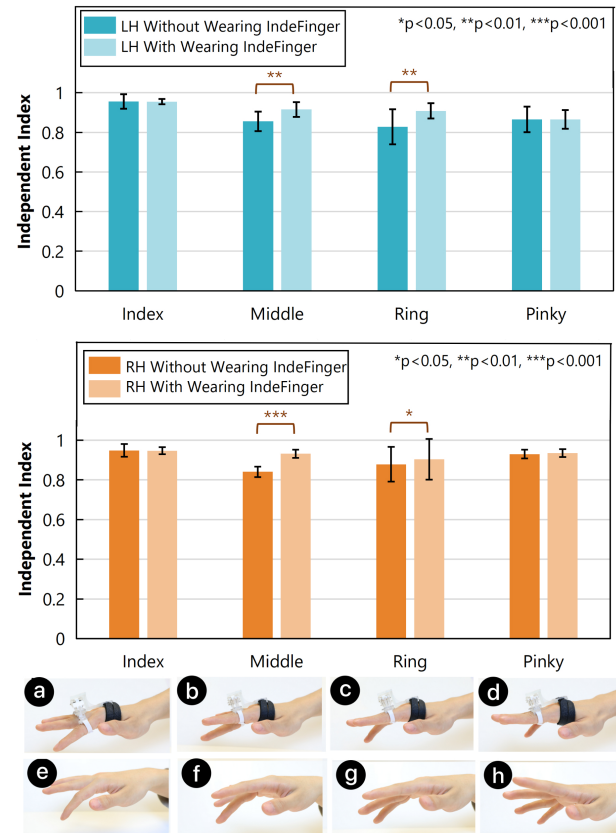 LH Without Wearing IndeFinger
LH With Wearing IndeFinger
*p<0.05, **p<0.01, ***p<0.001
Independent Index
1
0.8
0.6
0.4
0.2
0
**
**
Index Middle Ring Pinky
RH Without Wearing IndeFinger
RH With Wearing IndeFinger
*p<0.05, **p<0.01, ***p<0.001
Independent Index
1
0.8
0.6
0.4
0.2
0
***
*
Index Middle Ring Pinky
a b c d
e f g h